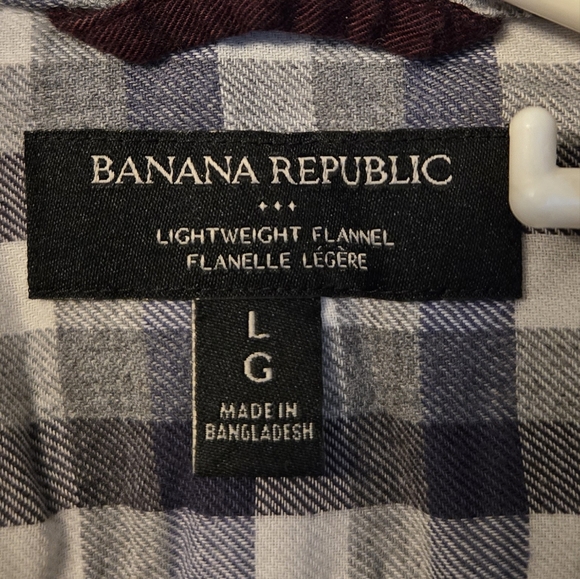 BANANA REPUBLIC
LIGHTWEIGHT FLANNEL
FLANELLE LÉGÈRE
L
G
MADE IN
BANGLADESH